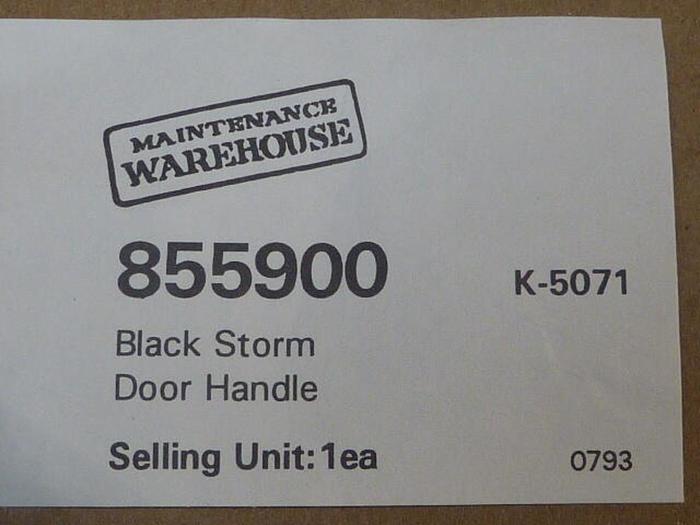 MAINTENANCE
WAREHOUSE
855900 K-5071
Black Storm
Door Handle
Selling Unit: 1ea 0793